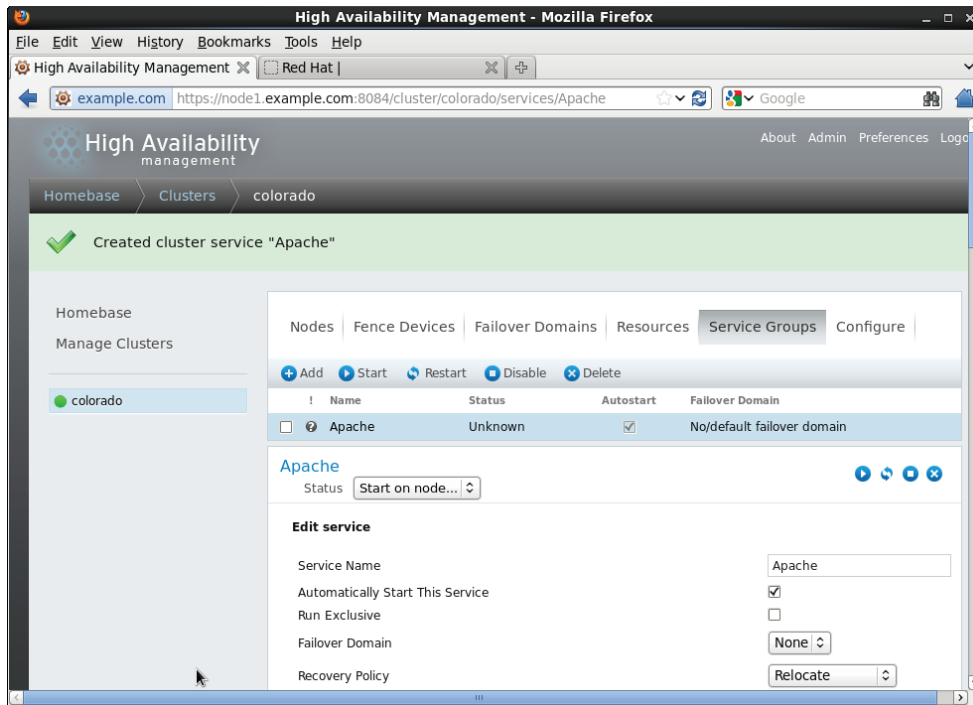 High Availability Management - Mozilla Firefox
File Edit View History Bookmarks Tools Help
High Availability Management Red Hat |
example.com https://node1.example.com:8084/cluster/colorado/services/Apache Google
High Availability
management
About Admin Preferences Logo
Homebase Clusters colorado
Created cluster service "Apache"
Homebase
Manage Clusters
colorado
Nodes Fence Devices Failover Domains Resources Service Groups Configure
Add Start Restart Disable Delete
! Name Status Autostart Failover Domain
? Apache Unknown No/default failover domain
Apache
Status Start on node...
Edit service
Service Name Apache
Automatically Start This Service
Run Exclusive
Failover Domain None
Recovery Policy Relocate